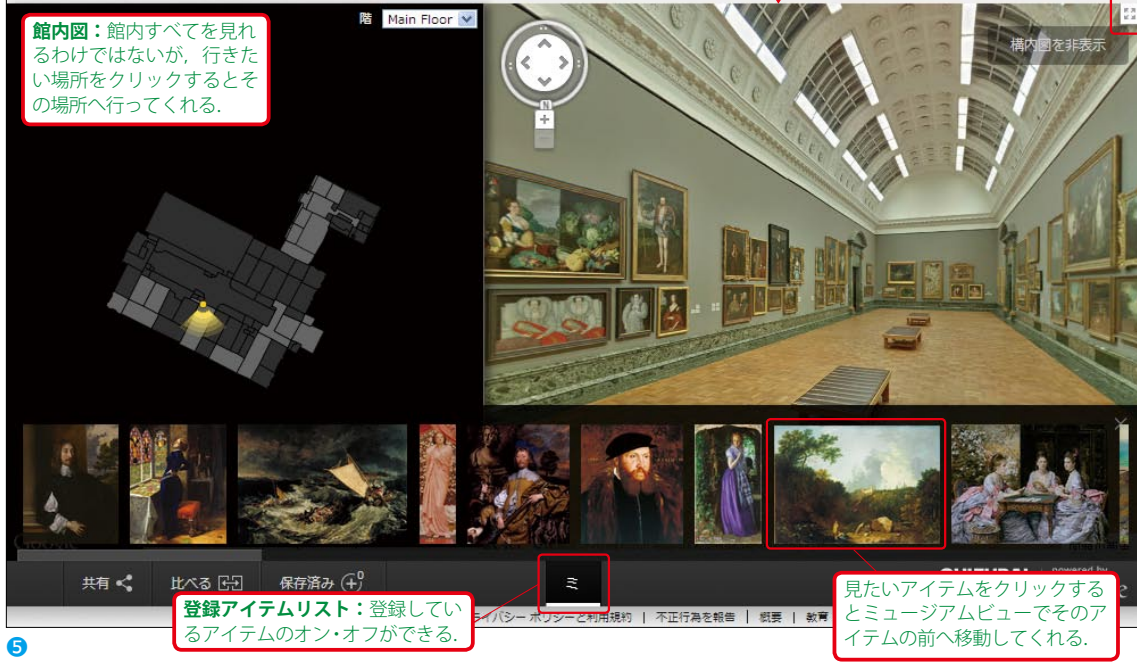 階 Main Floor
館内図：館内すべてを見れ
るわけではないが，行きた
い場所をクリックするとそ
の場所へ行ってくれる．
構内図を非表示
N
共有
比べる
保存済み 0
ミ
powered by
登録アイテムリスト：登録してい
るアイテムのオン・オフができる．
ライバシー ポリシーと利用規約 | 不正行為を報告 | 概要 | 教育
見たいアイテムをクリックする
とミュージアムビューでそのア
イテムの前へ移動してくれる．
5